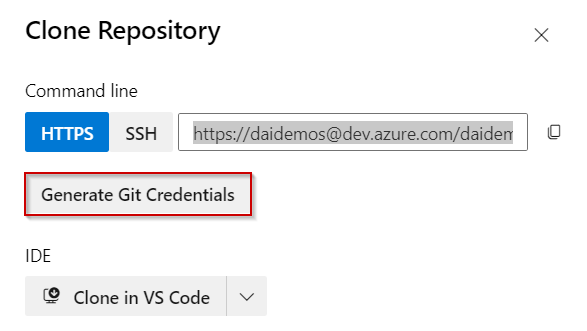 Clone Repository
Command line
HTTPS SSH https://daidemos@dev.azure.com/daidem
Generate Git Credentials
IDE
Clone in VS Code